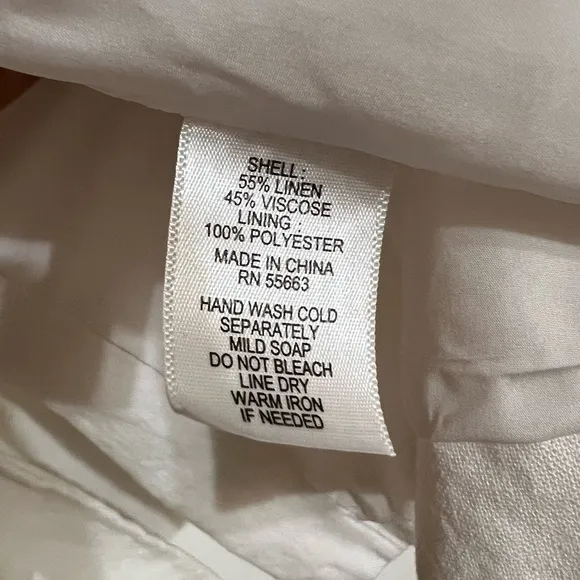 SHELL :
55% LINEN
45% VISCOSE
LINING :
100% POLYESTER
MADE IN CHINA
RN 55663
HAND WASH COLD
SEPARATELY
MILD SOAP
DO NOT BLEACH
LINE DRY
WARM IRON
IF NEEDED